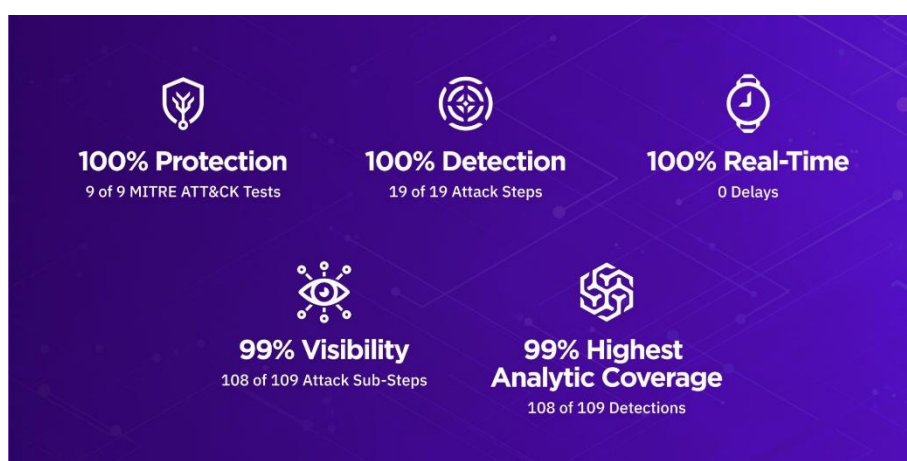 100% Protection
9 of 9 MITRE ATT&CK Tests
100% Detection
19 of 19 Attack Steps
100% Real-Time
0 Delays
99% Visibility
108 of 109 Attack Sub-Steps
99% Highest
Analytic Coverage
108 of 109 Detections